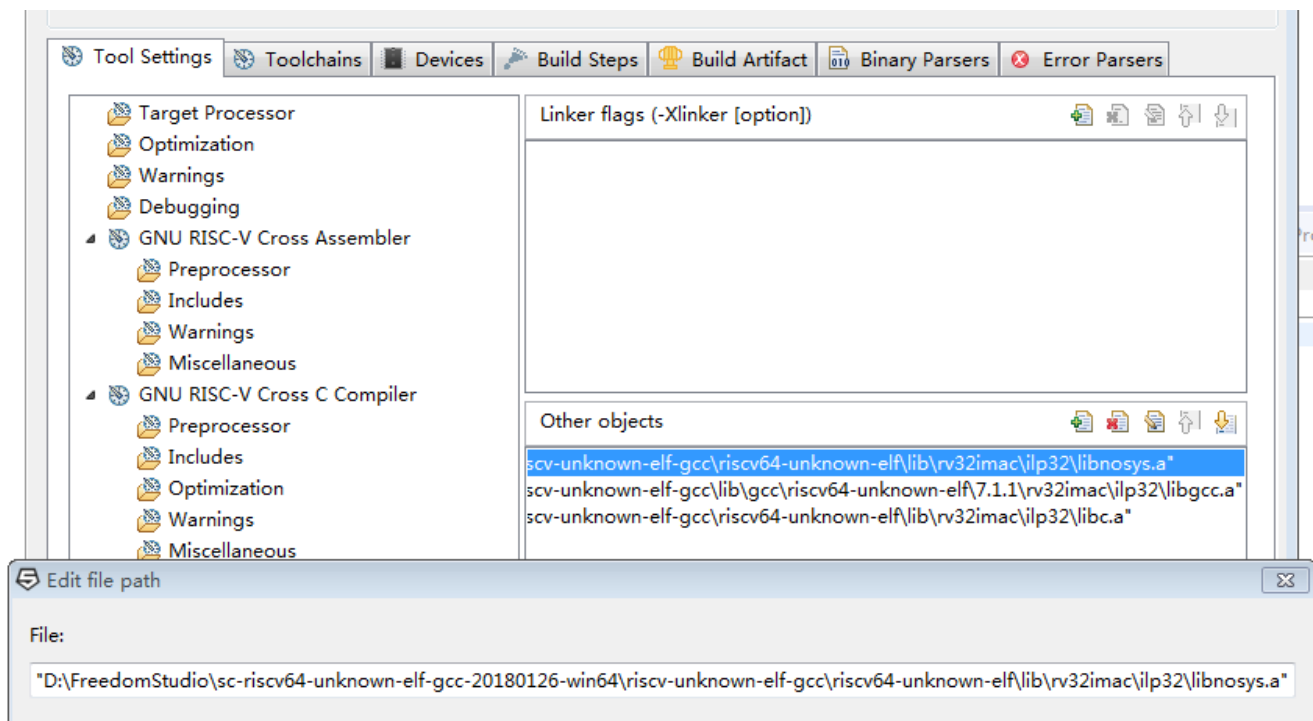 Tool Settings Toolchains Devices Build Steps Build Artifact Binary Parsers Error Parsers
Target Processor
Optimization
Warnings
Debugging
GNU RISC-V Cross Assembler
Preprocessor
Includes
Warnings
Miscellaneous
GNU RISC-V Cross C Compiler
Preprocessor
Includes
Optimization
Warnings
Miscellaneous
Linker flags (-Xlinker [option])
Other objects
scv-unknown-elf-gcc\riscv64-unknown-elf\lib\rv32imac\ilp32\libnosys.a"
scv-unknown-elf-gcc\lib\gcc\riscv64-unknown-elf\7.1.1\rv32imac\ilp32\libgcc.a"
scv-unknown-elf-gcc\riscv64-unknown-elf\lib\rv32imac\ilp32\libc.a"
Edit file path
File:
"D:\FreedomStudio\sc-riscv64-unknown-elf-gcc-20180126-win64\riscv-unknown-elf-gcc\riscv64-unknown-elf\lib\rv32imac\ilp32\libnosys.a"